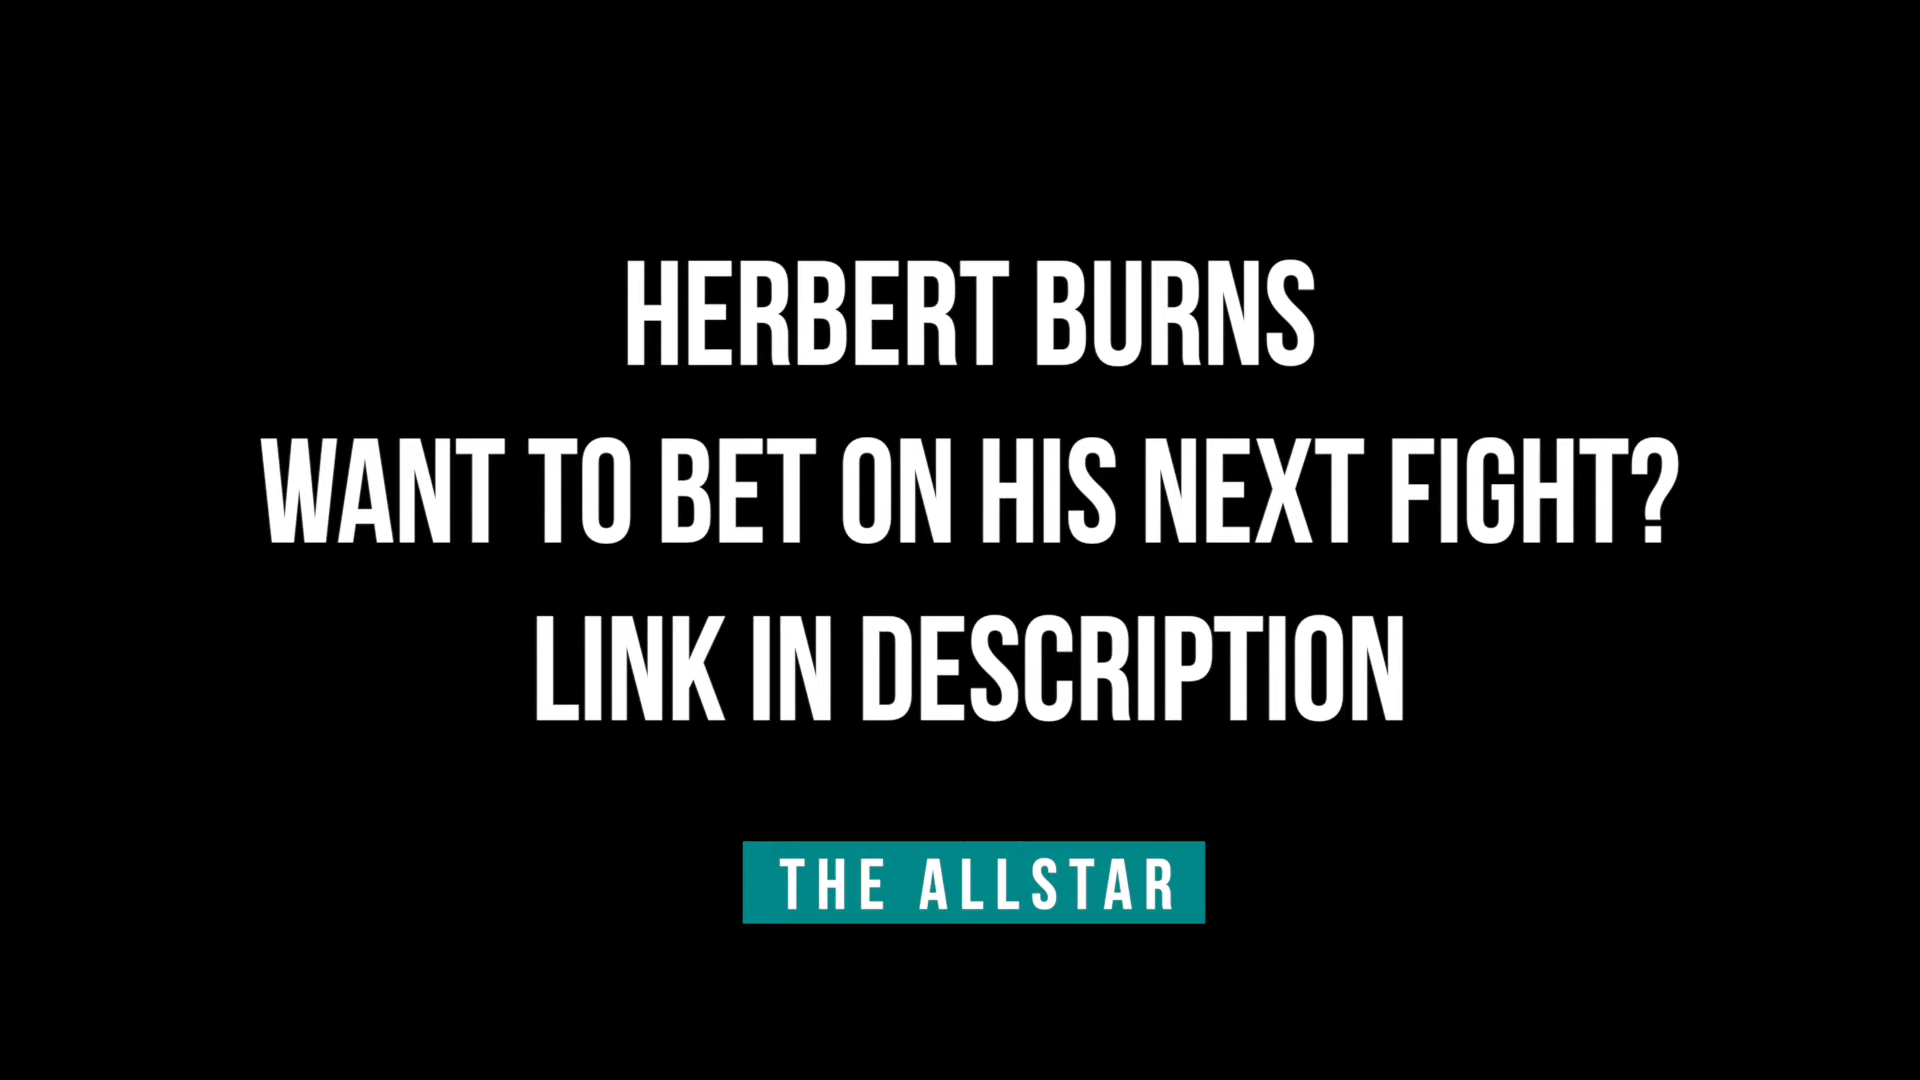 HERBERT BURNS
WANT TO BET ON HIS NEXT FIGHT?
LINK IN DESCRIPTION
THE ALLSTAR